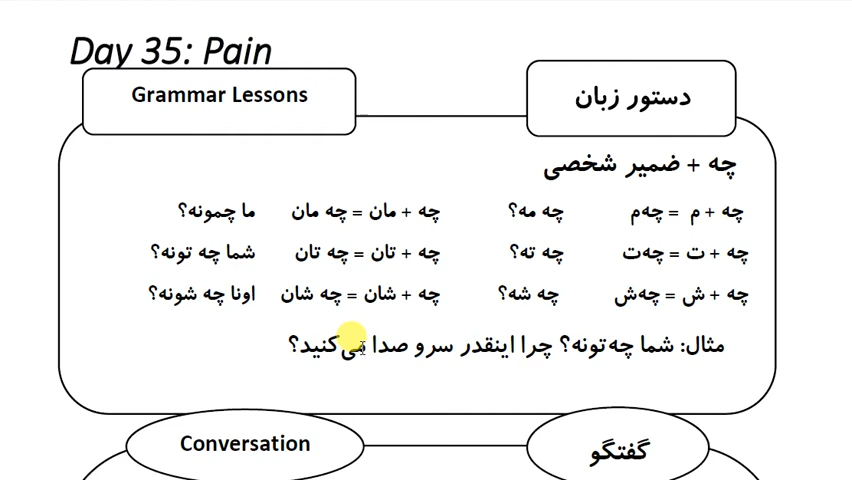 Day 35: Pain
Grammar Lessons
دستور زبان
چه + ضمیر شخصی
چه + م = چه‌م چه مه؟ چه + مان = چه مان ما چمونه؟
چه + ت = چه‌ت چه ته؟ چه + تان = چه تان شما چه تونه؟
چه + ش = چه‌ش چه شه؟ چه + شان = چه شان اونا چه شونه؟
مثال: شما چه‌تونه؟ چرا اینقدر سرو صدا می‌کنید؟
Conversation
گفتگو